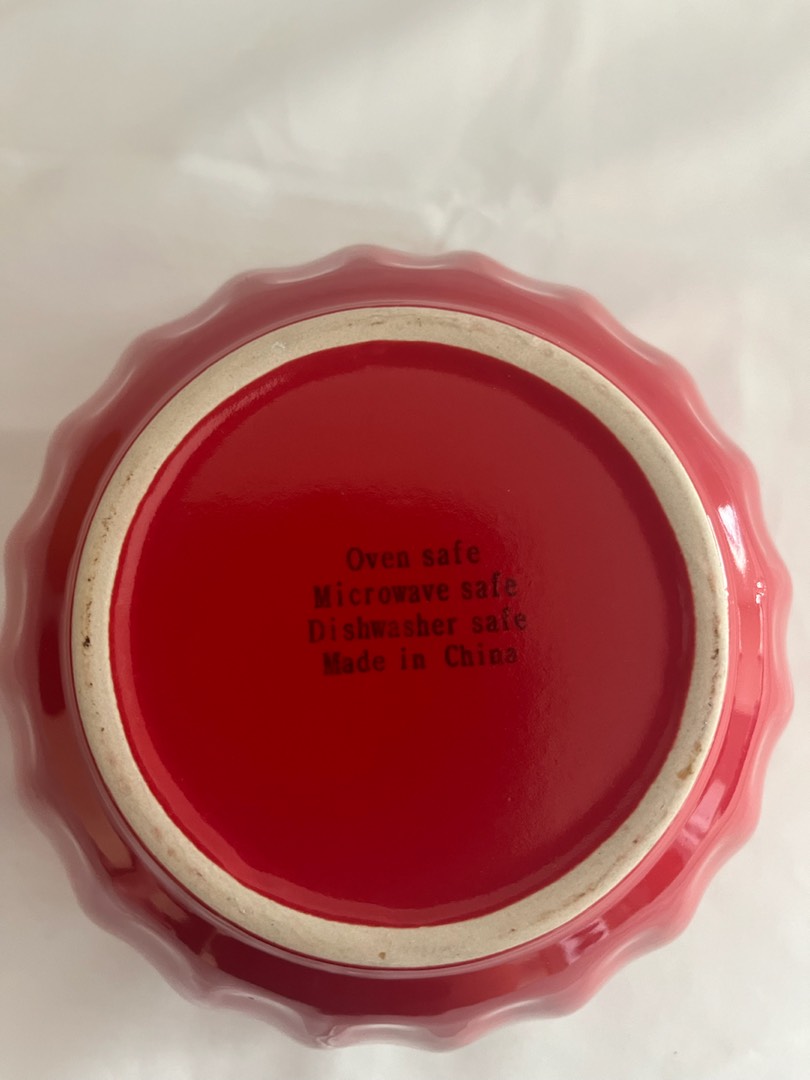 Oven safe
Microwave safe
Dishwasher safe
Made in China